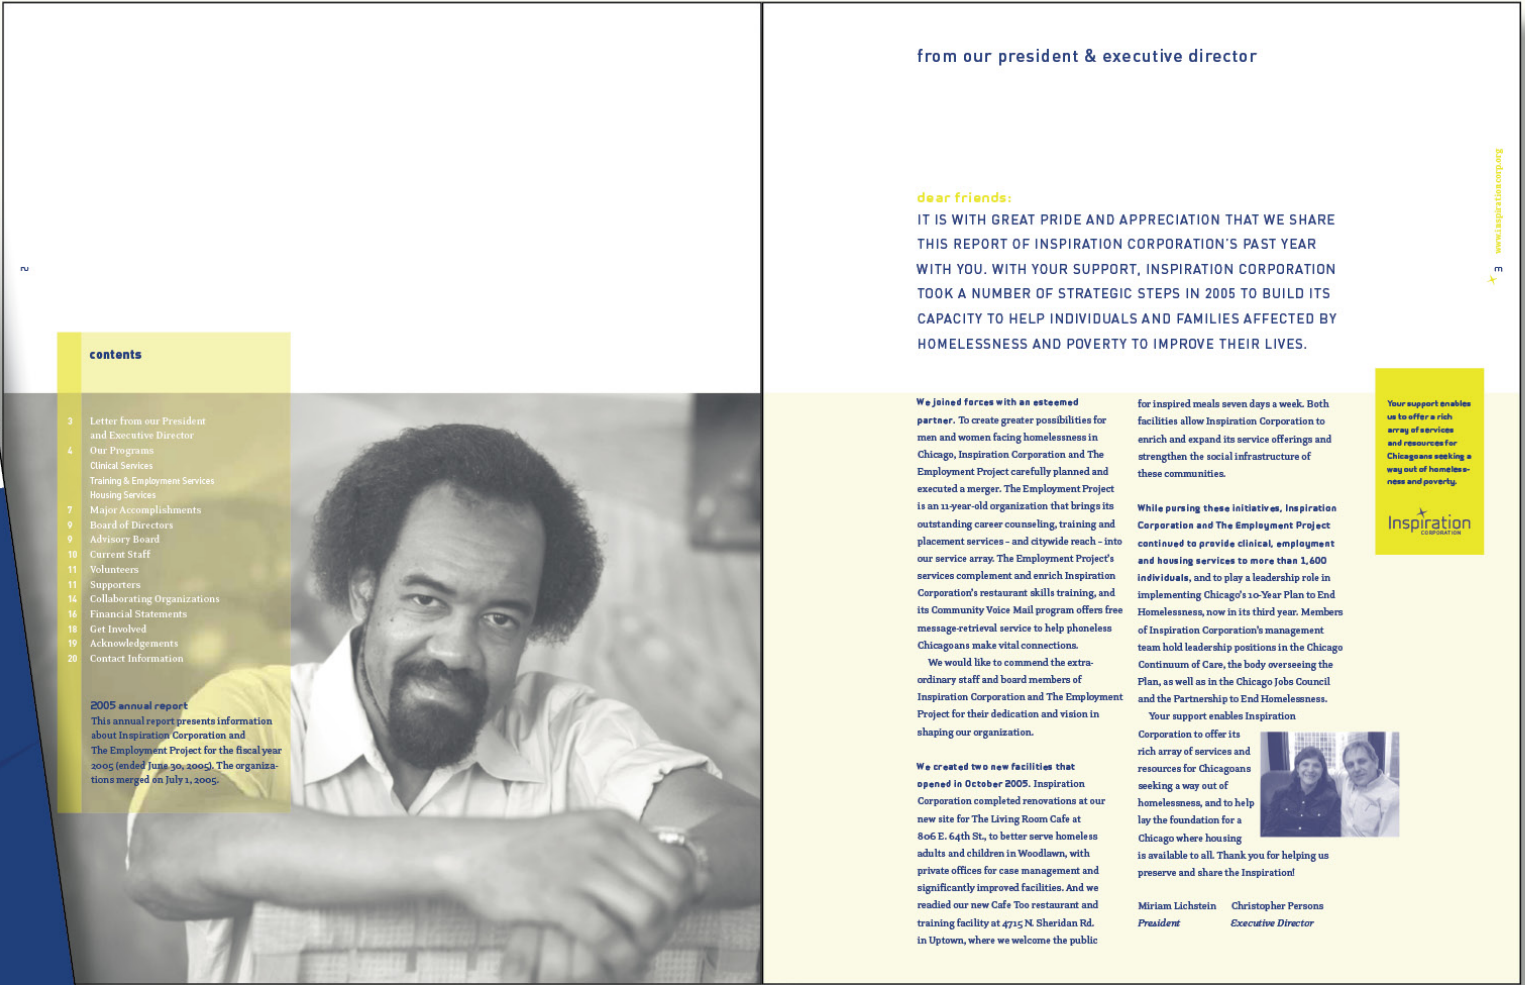 2
contents
3 Letter from our President
and Executive Director
4 Our Programs
Clinical Services
Training & Employment Services
Housing Services
7 Major Accomplishments
9 Board of Directors
9 Advisory Board
10 Current Staff
11 Volunteers
11 Supporters
14 Collaborating Organizations
16 Financial Statements
18 Get Involved
19 Acknowledgements
20 Contact Information
2005 annual report
This annual report presents information
about Inspiration Corporation and
The Employment Project for the fiscal year
2005 (ended June 30, 2005). The organiza-
tions merged on July 1, 2005.
from our president & executive director
dear friends:
IT IS WITH GREAT PRIDE AND APPRECIATION THAT WE SHARE
THIS REPORT OF INSPIRATION CORPORATION'S PAST YEAR
WITH YOU. WITH YOUR SUPPORT, INSPIRATION CORPORATION
TOOK A NUMBER OF STRATEGIC STEPS IN 2005 TO BUILD ITS
CAPACITY TO HELP INDIVIDUALS AND FAMILIES AFFECTED BY
HOMELESSNESS AND POVERTY TO IMPROVE THEIR LIVES.
We joined forces with an esteemed
partner. To create greater possibilities for
men and women facing homelessness in
Chicago, Inspiration Corporation and The
Employment Project carefully planned and
executed a merger. The Employment Project
is an 11-year-old organization that brings its
outstanding career counseling, training and
placement services – and citywide reach – into
our service array. The Employment Project's
services complement and enrich Inspiration
Corporation's restaurant skills training, and
its Community Voice Mail program offers free
message-retrieval service to help phoneless
Chicagoans make vital connections.
We would like to commend the extra-
ordinary staff and board members of
Inspiration Corporation and The Employment
Project for their dedication and vision in
shaping our organization.
We created two new facilities that
opened in October 2005. Inspiration
Corporation completed renovations at our
new site for The Living Room Cafe at
806 E. 64th St., to better serve homeless
adults and children in Woodlawn, with
private offices for case management and
significantly improved facilities. And we
readied our new Cafe Too restaurant and
training facility at 4715 N. Sheridan Rd.
in Uptown, where we welcome the public
for inspired meals seven days a week. Both
facilities allow Inspiration Corporation to
enrich and expand its service offerings and
strengthen the social infrastructure of
these communities.
While pursing these initiatives, Inspiration
Corporation and The Employment Project
continued to provide clinical, employment
and housing services to more than 1,600
individuals, and to play a leadership role in
implementing Chicago's 10-Year Plan to End
Homelessness, now in its third year. Members
of Inspiration Corporation's management
team hold leadership positions in the Chicago
Continuum of Care, the body overseeing the
Plan, as well as in the Chicago Jobs Council
and the Partnership to End Homelessness.
Your support enables Inspiration
Corporation to offer its
rich array of services and
resources for Chicagoans
seeking a way out of
homelessness, and to help
lay the foundation for a
Chicago where housing
is available to all. Thank you for helping us
preserve and share the Inspiration!
Miriam Lichstein Christopher Persons
President Executive Director
Your support enables
us to offer a rich
array of services
and resources for
Chicagoans seeking a
way out of homeless-
ness and poverty.
Inspiration
CORPORATION
www.inspirationcorp.org
3